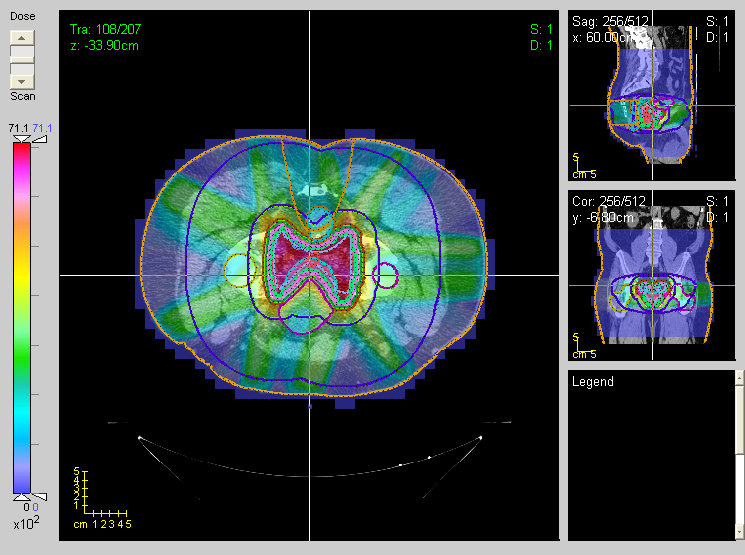 Dose
Scan
71.1 71.1
0 0
x10²
Tra: 108/207
z: -33.90cm
S: 1
D: 1
5
4
3
2
1
cm 1 2 3 4 5
Sag: 256/512
x: 60.00cm
S: 1
D: 1
5
cm 5
Cor: 256/512
y: -6.80cm
S: 1
D: 1
5
cm 5
Legend